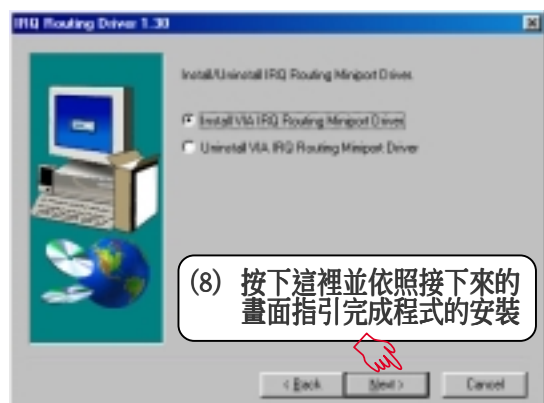 IRQ Routing Driver 1.30
Install/Uninstall IRQ Routing Miniport Driver.
Install VIA IRQ Routing Miniport Driver
Uninstall VIA IRQ Routing Miniport Driver
(8) 按下這裡並依照接下來的
畫面指引完成程式的安裝
< Back
Next >
Cancel